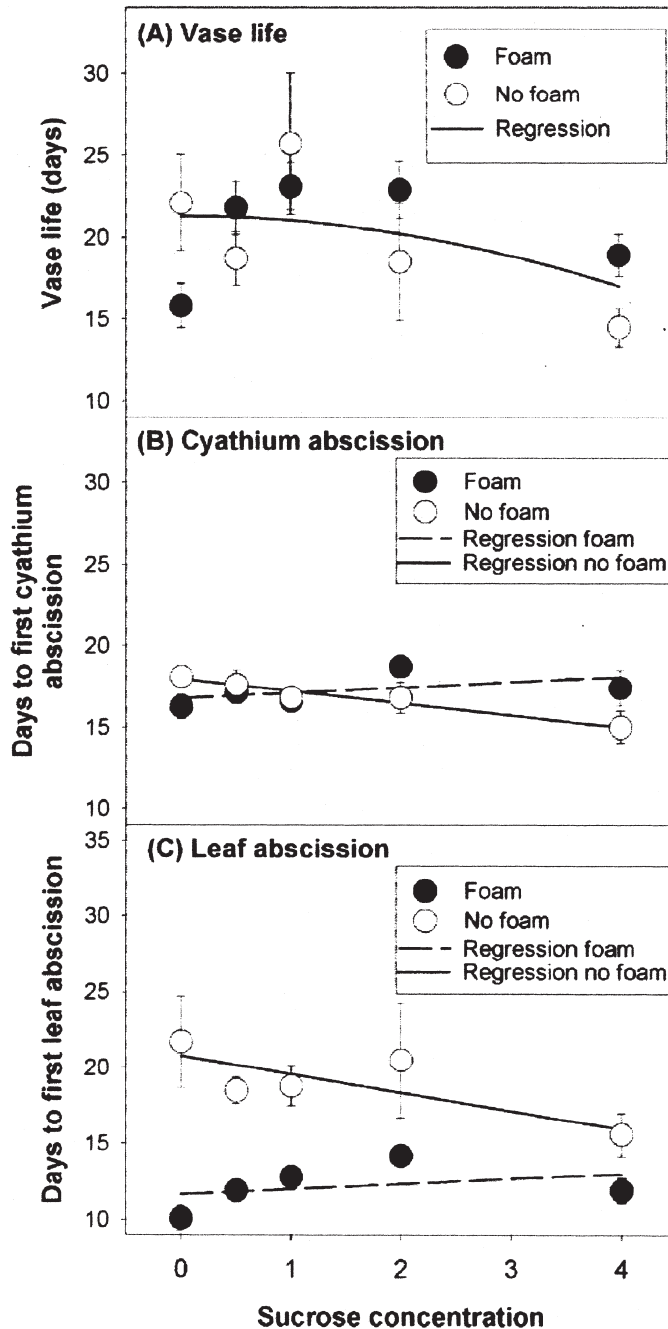 (A) Vase life
Foam
No foam
Regression
30
25
20
15
10
Vase life (days)
(B) Cyathium abscission
Foam
No foam
Regression foam
Regression no foam
30
25
20
15
10
Days to first cyathium
abscission
(C) Leaf abscission
Foam
No foam
Regression foam
Regression no foam
35
30
25
20
15
10
Days to first leaf abscission
0 1 2 3 4
Sucrose concentration